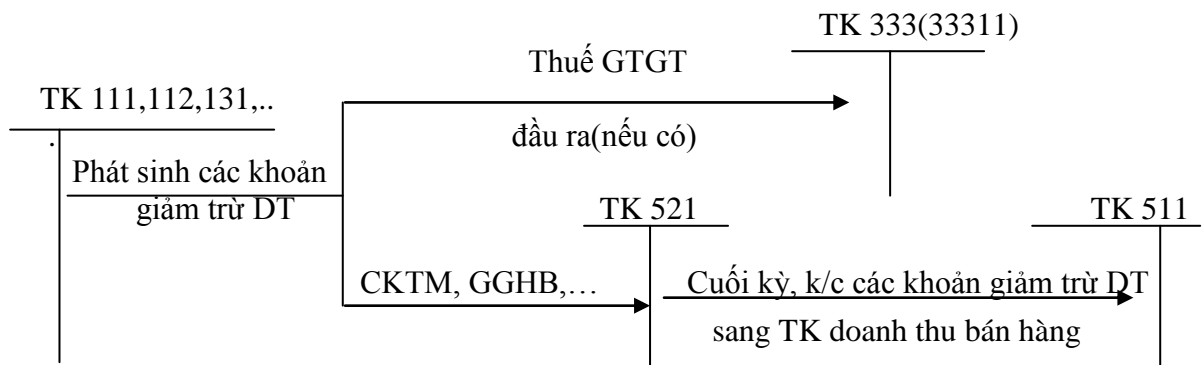 TK 333(33311)
Thuế GTGT
TK 111,112,131,..
.
đầu ra(nếu có)
Phát sinh các khoản
giảm trừ DT
TK 521
TK 511
CKTM, GGHB,…
Cuối kỳ, k/c các khoản giảm trừ DT
sang TK doanh thu bán hàng